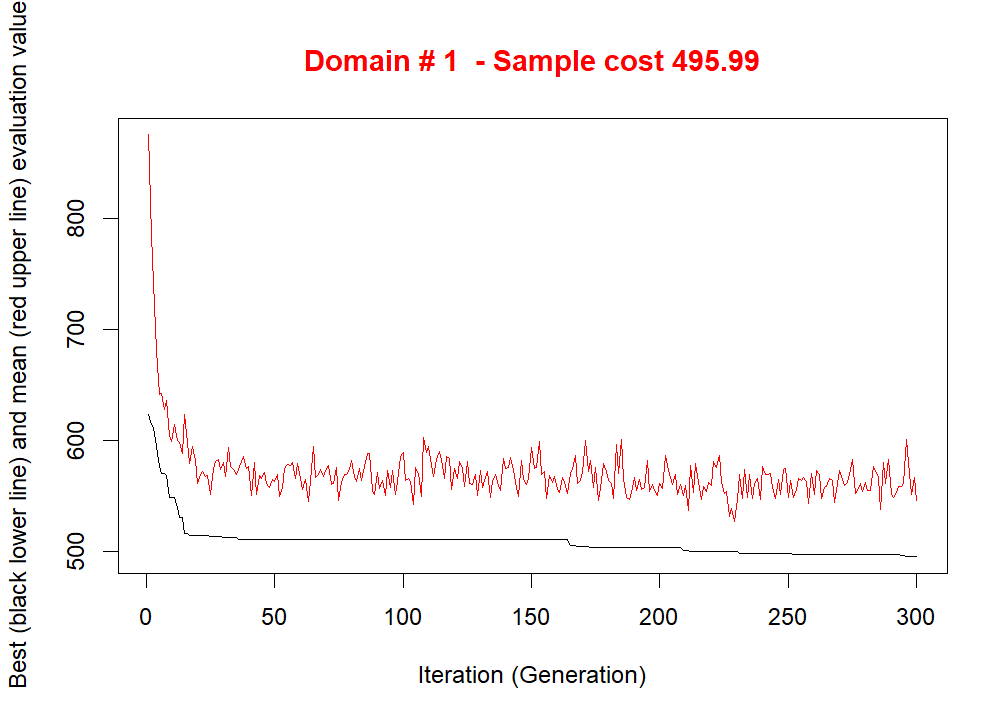 Domain # 1  - Sample cost 495.99
Best (black lower line) and mean (red upper line) evaluation value
800
700
600
500
0 50 100 150 200 250 300
Iteration (Generation)